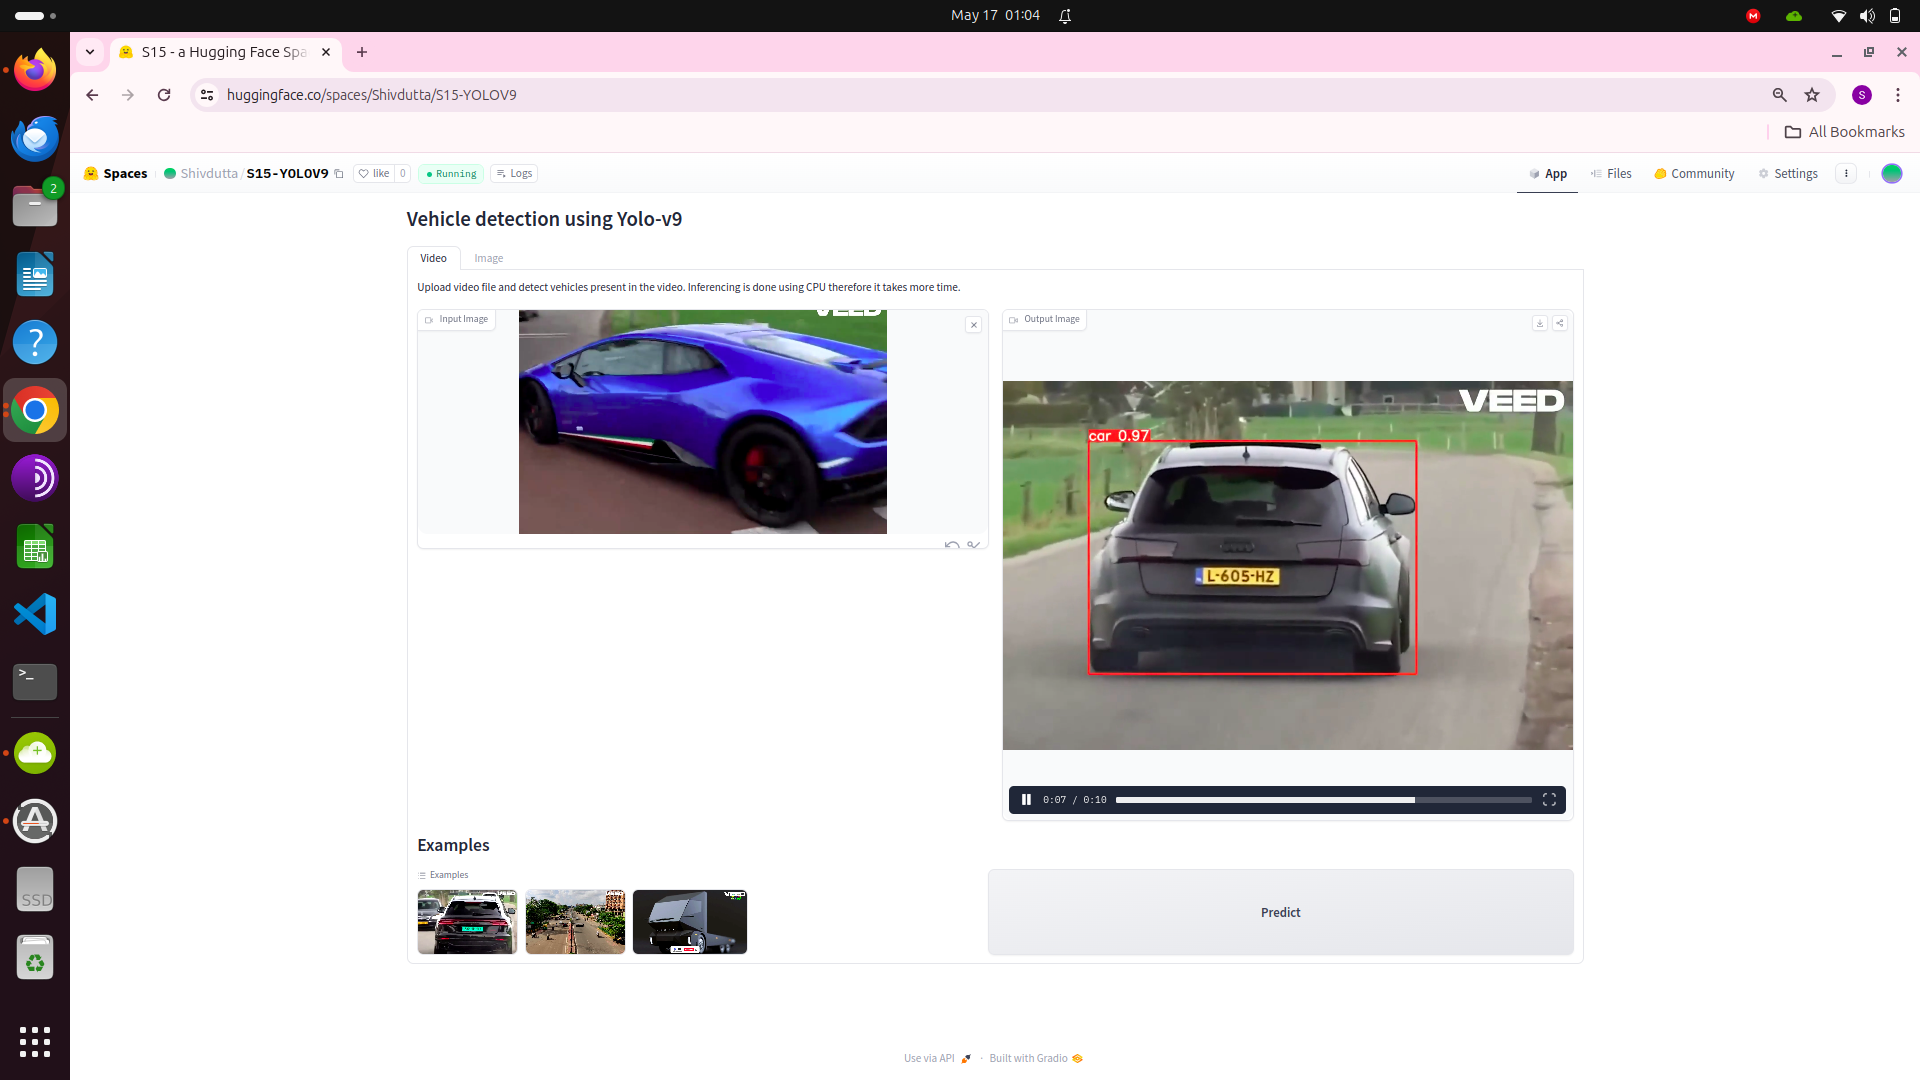 May 17 01:04
M
S15 - a Hugging Face Spa
huggingface.co/spaces/Shivdutta/S15-YOLOV9
S
All Bookmarks
2
Spaces
Shivdutta/S15-YOLOV9
like 0
Running
Logs
App
Files
Community
Settings
Vehicle detection using Yolo-v9
Video
Image
Upload video file and detect vehicles present in the video. Inferencing is done using CPU therefore it takes more time.
Input Image
VEED
Output Image
VEED
car 0.97
L-605-HZ
0:07 / 0:10
Examples
Examples
VEED
VEED
VEED
Predict
SSD
Use via API
·
Built with Gradio